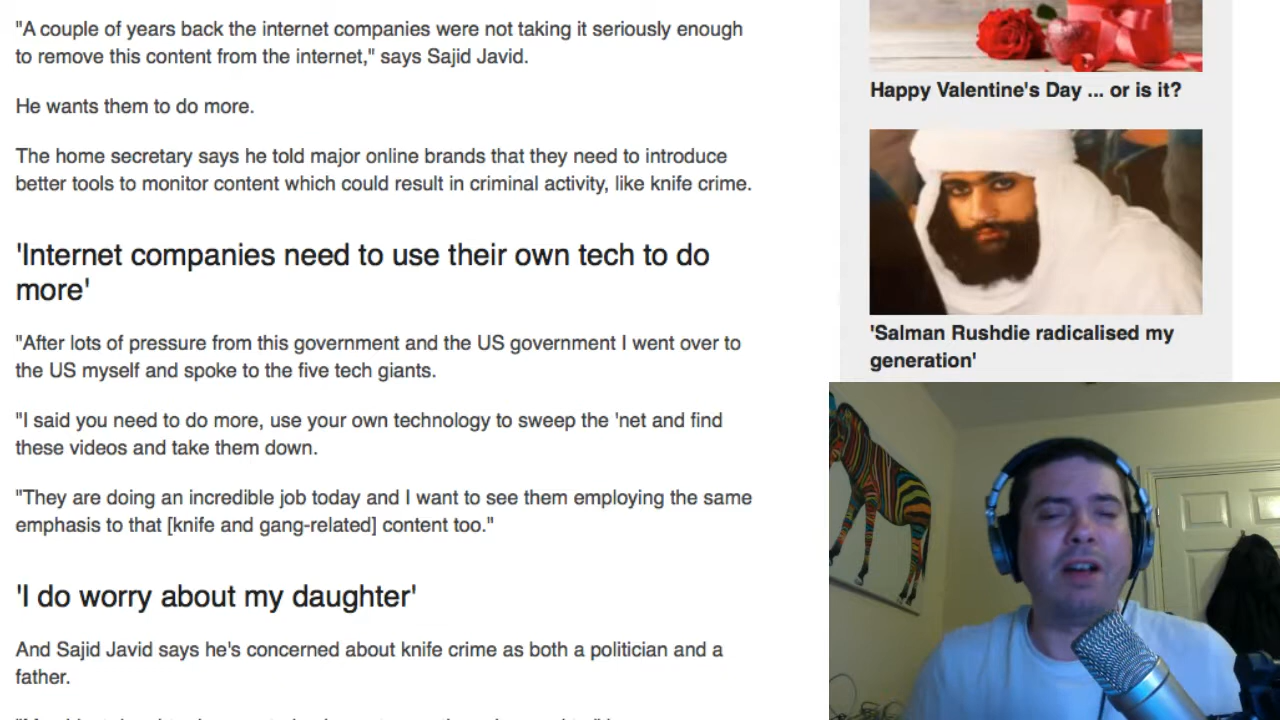 "A couple of years back the internet companies were not taking it seriously enough
to remove this content from the internet," says Sajid Javid.
He wants them to do more.
The home secretary says he told major online brands that they need to introduce
better tools to monitor content which could result in criminal activity, like knife crime.
'Internet companies need to use their own tech to do
more'
"After lots of pressure from this government and the US government I went over to
the US myself and spoke to the five tech giants.
"I said you need to do more, use your own technology to sweep the 'net and find
these videos and take them down.
"They are doing an incredible job today and I want to see them employing the same
emphasis to that [knife and gang-related] content too."
'I do worry about my daughter'
And Sajid Javid says he's concerned about knife crime as both a politician and a
father.
Happy Valentine's Day ... or is it?
'Salman Rushdie radicalised my
generation'